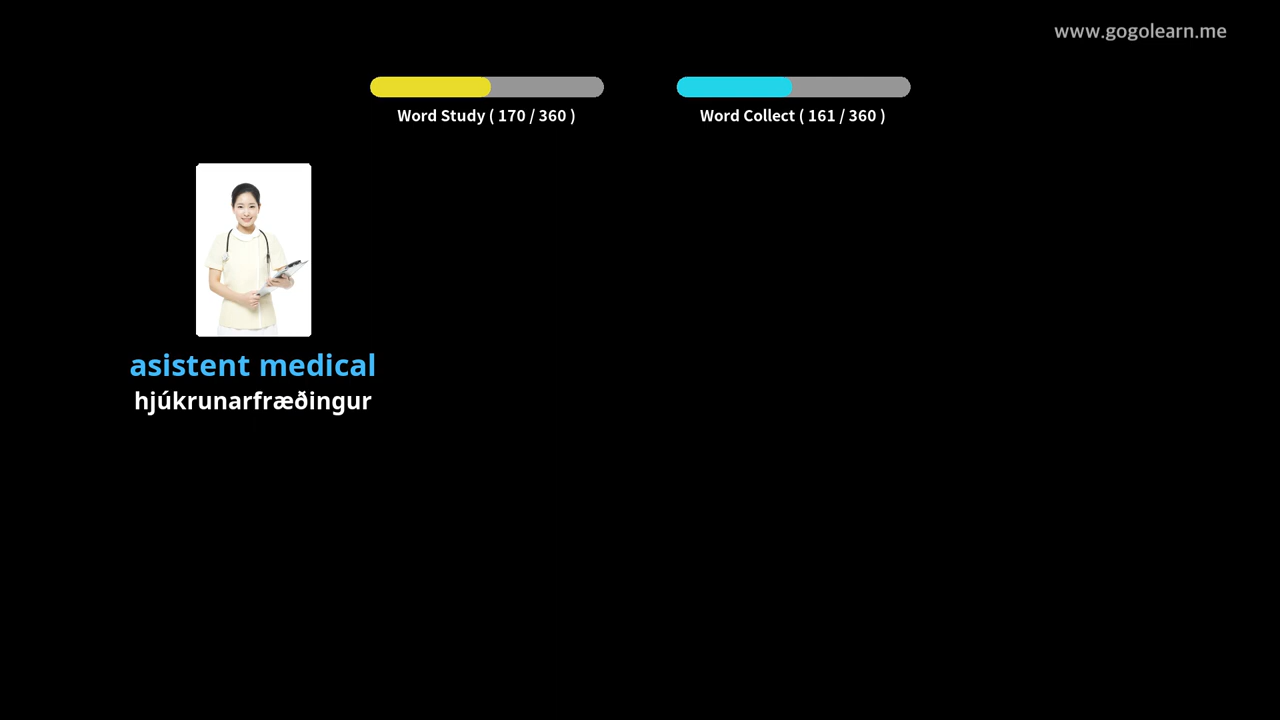 www.gogolearn.me
Word Study ( 170 / 360 )
Word Collect ( 161 / 360 )
asistent medical
hjúkrunarfræðingur